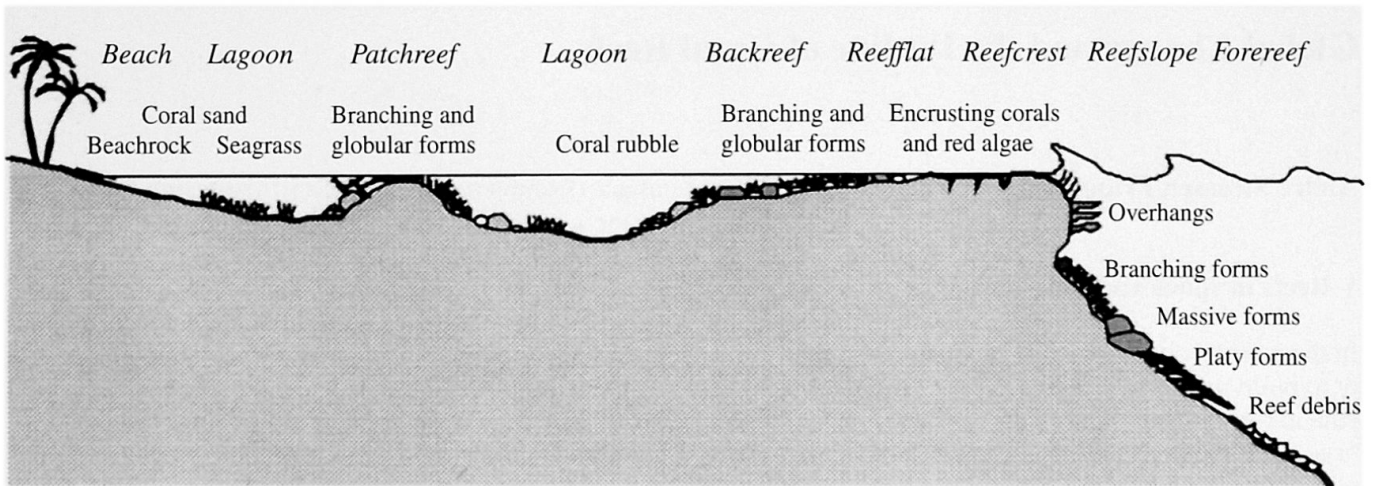 Beach Lagoon Patchreef Lagoon Backreef Reefflat Reefcrest Reefslope Forereef
Coral sand Branching and Branching and Encrusting corals
Beachrock Seagrass globular forms Coral rubble globular forms and red algae
Overhangs
Branching forms
Massive forms
Platy forms
Reef debris